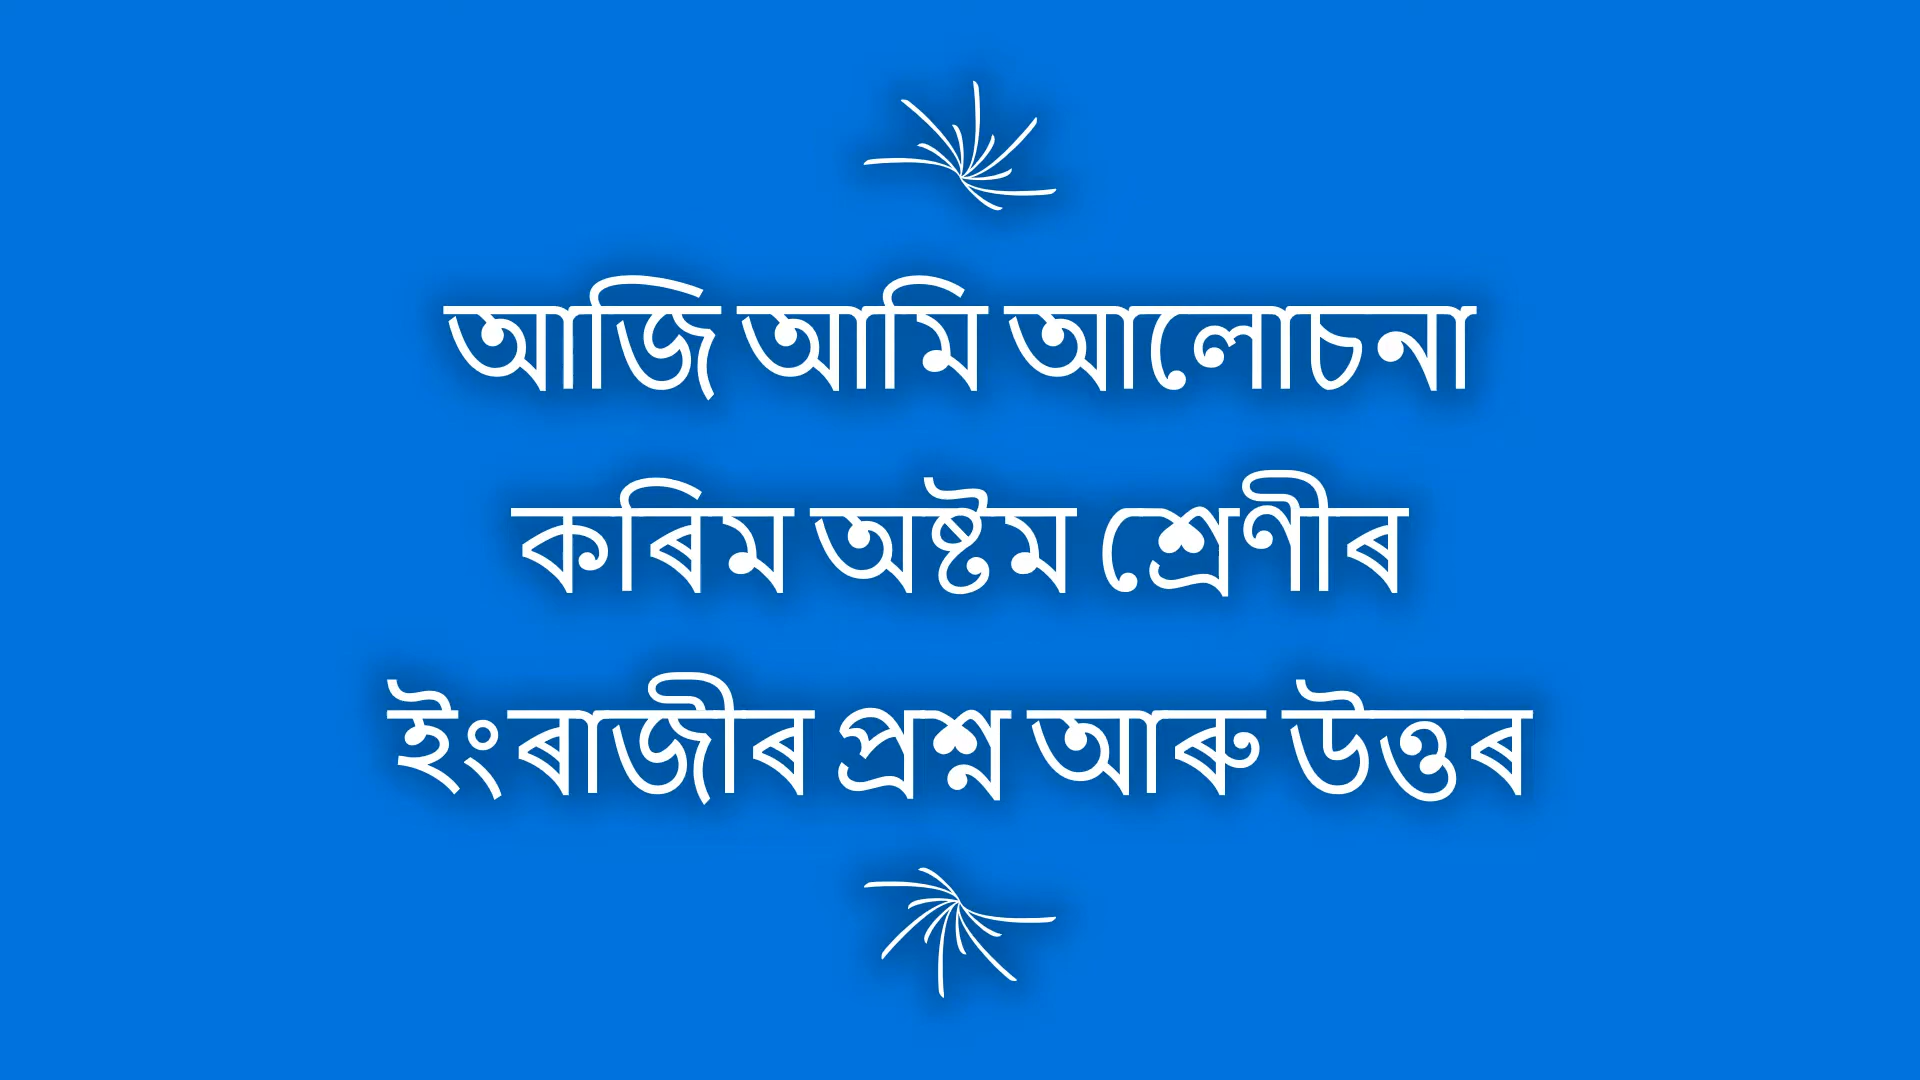 আজি আমি আলোচনা
কৰিম অষ্টম শ্ৰেণীৰ
ইংৰাজীৰ প্ৰশ্ন আৰু উত্তৰ